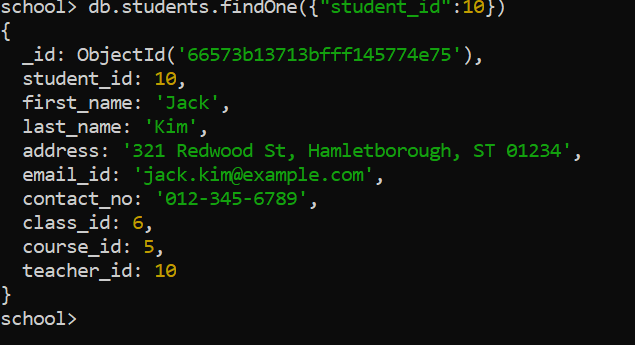 school> db.students.findOne({"student_id":10})
{
  _id: ObjectId('66573b13713bfff145774e75'),
  student_id: 10,
  first_name: 'Jack',
  last_name: 'Kim',
  address: '321 Redwood St, Hamletborough, ST 01234',
  email_id: 'jack.kim@example.com',
  contact_no: '012-345-6789',
  class_id: 6,
  course_id: 5,
  teacher_id: 10
}
school>